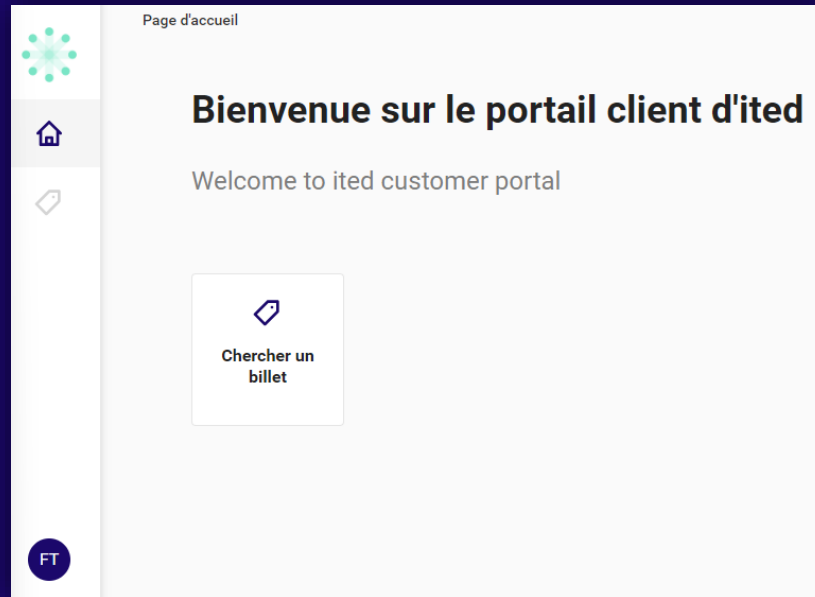 Page d'accueil
Bienvenue sur le portail client d'ited
Welcome to ited customer portal
Chercher un
billet
FT